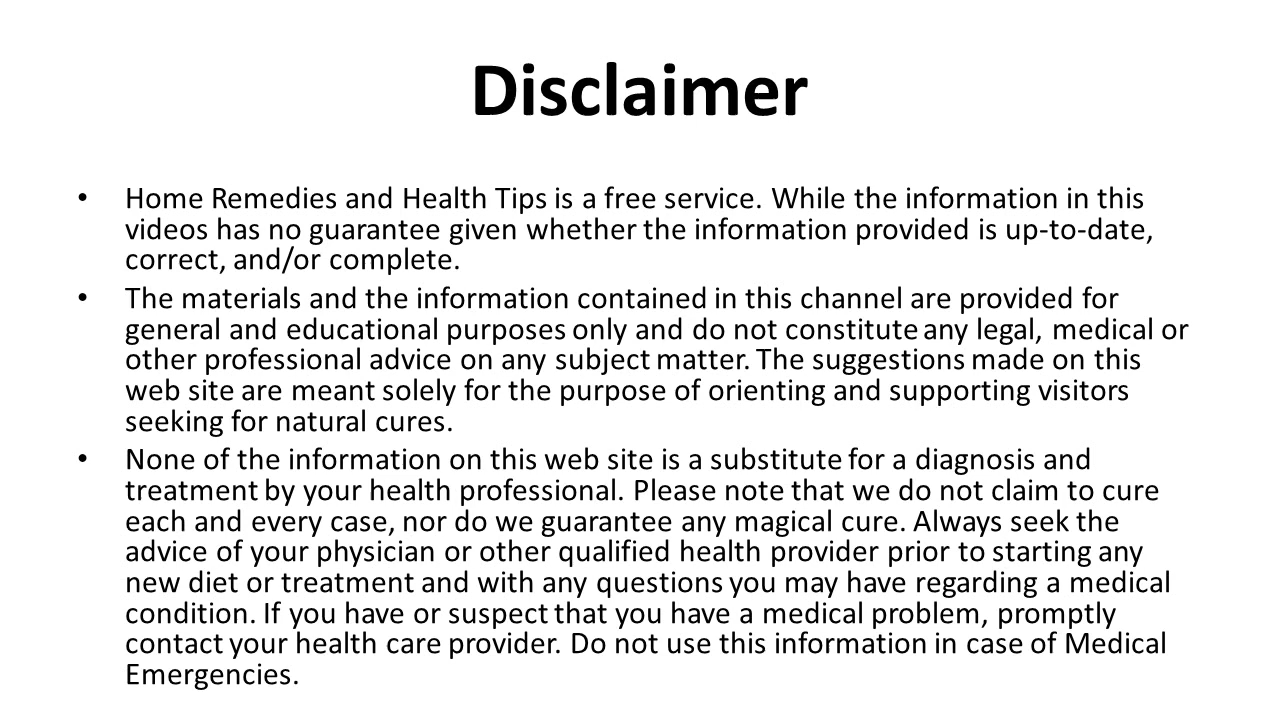 Disclaimer
• Home Remedies and Health Tips is a free service. While the information in this
videos has no guarantee given whether the information provided is up-to-date,
correct, and/or complete.
• The materials and the information contained in this channel are provided for
general and educational purposes only and do not constitute any legal, medical or
other professional advice on any subject matter. The suggestions made on this
web site are meant solely for the purpose of orienting and supporting visitors
seeking for natural cures.
• None of the information on this web site is a substitute for a diagnosis and
treatment by your health professional. Please note that we do not claim to cure
each and every case, nor do we guarantee any magical cure. Always seek the
advice of your physician or other qualified health provider prior to starting any
new diet or treatment and with any questions you may have regarding a medical
condition. If you have or suspect that you have a medical problem, promptly
contact your health care provider. Do not use this information in case of Medical
Emergencies.